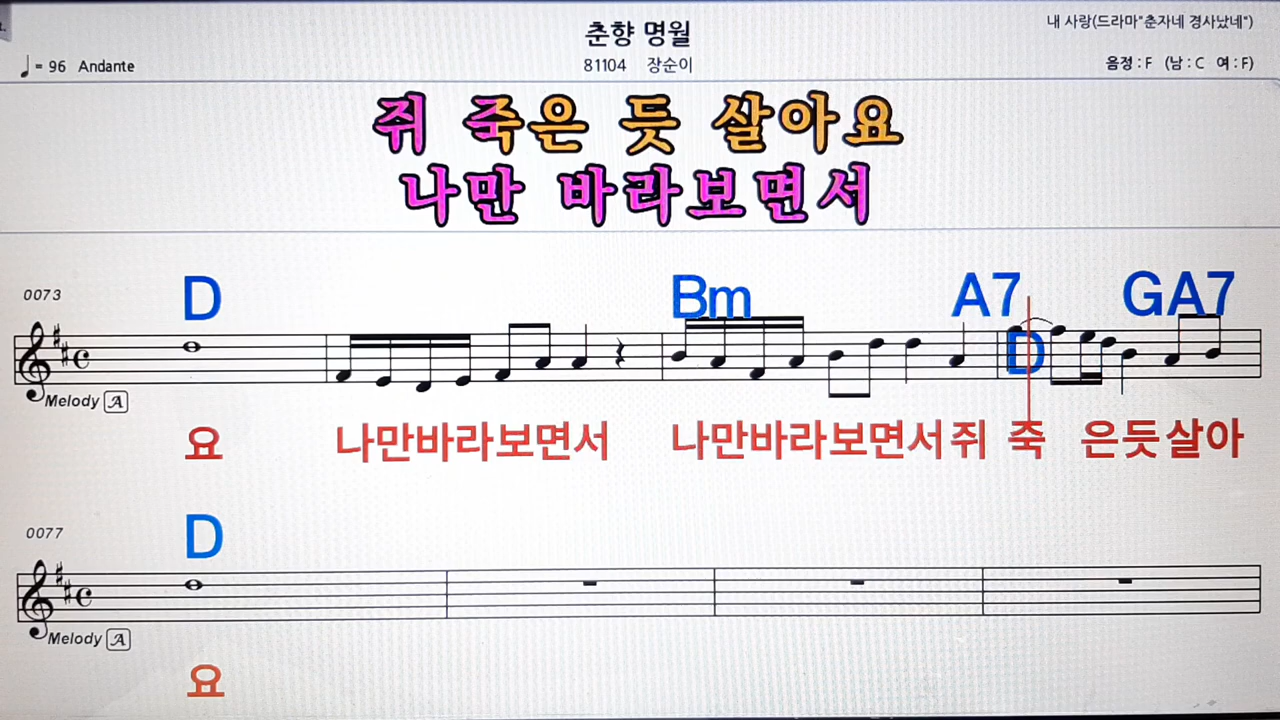 춘향 명월
내 사랑(드라마"춘자네 경사났네")
♩= 96 Andante
81104 장순이
음정 : F (남 : C 여 : F)
쥐 죽은 듯 살아요
나만 바라보면서
0073
D Bm A7 D GA7
Melody A
요 나만바라보면서 나만바라보면서쥐 죽 은듯살아
0077
D
Melody A
요